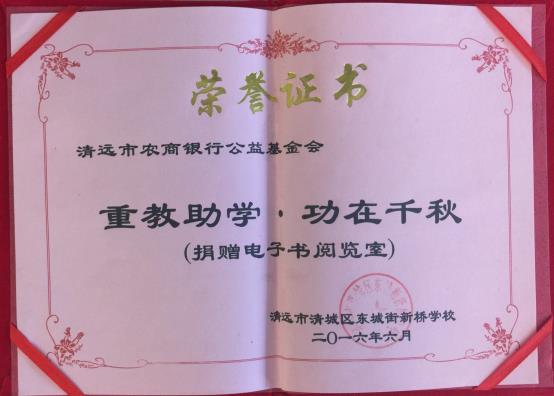 荣誉证书
清远市农商银行公益基金会
重教助学·功在千秋
(捐赠电子书阅览室)
清远市清城区东城街新桥学校
二〇一六年六月